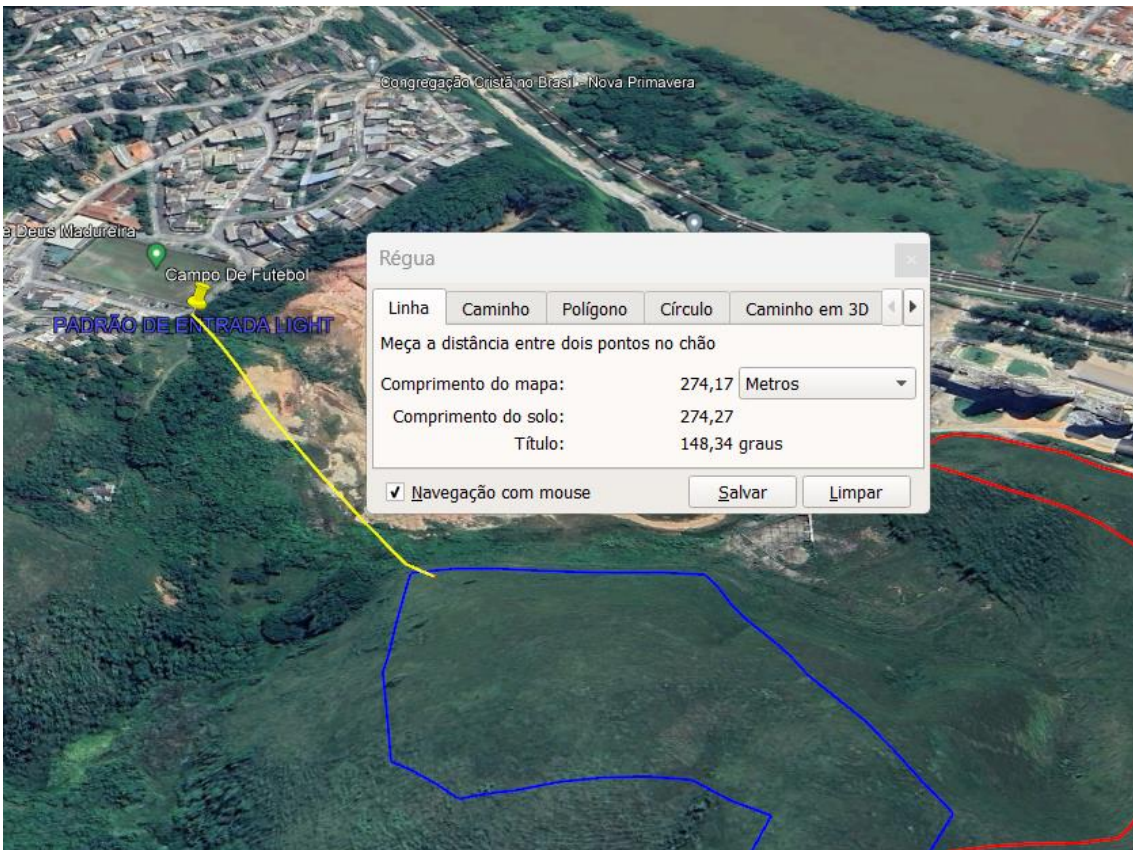 Congregação Cristã no Brasil - Nova Primavera
e Deus Madureira
Campo De Futebol
PADRÃO DE ENTRADA LIGHT
Régua
Linha
Caminho
Polígono
Círculo
Caminho em 3D
Meça a distância entre dois pontos no chão
Comprimento do mapa: 274,17 Metros
Comprimento do solo: 274,27
Título: 148,34 graus
Navegação com mouse
Salvar
Limpar